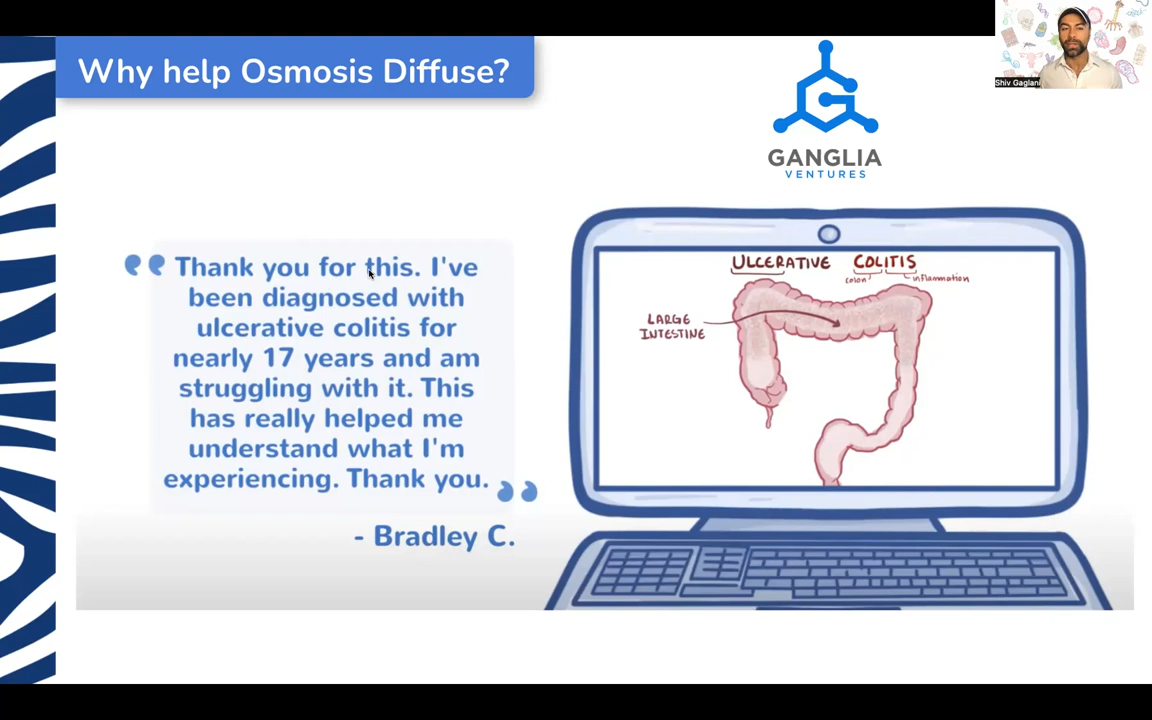 Why help Osmosis Diffuse?
Shiv Gaglani
GANGLIA
VENTURES
Thank you for this. I've
been diagnosed with
ulcerative colitis for
nearly 17 years and am
struggling with it. This
has really helped me
understand what I'm
experiencing. Thank you.
- Bradley C.
ULCERATIVE COLITIS
colon inflammation
LARGE
INTESTINE